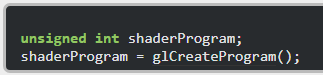 unsigned int shaderProgram;
shaderProgram = glCreateProgram();